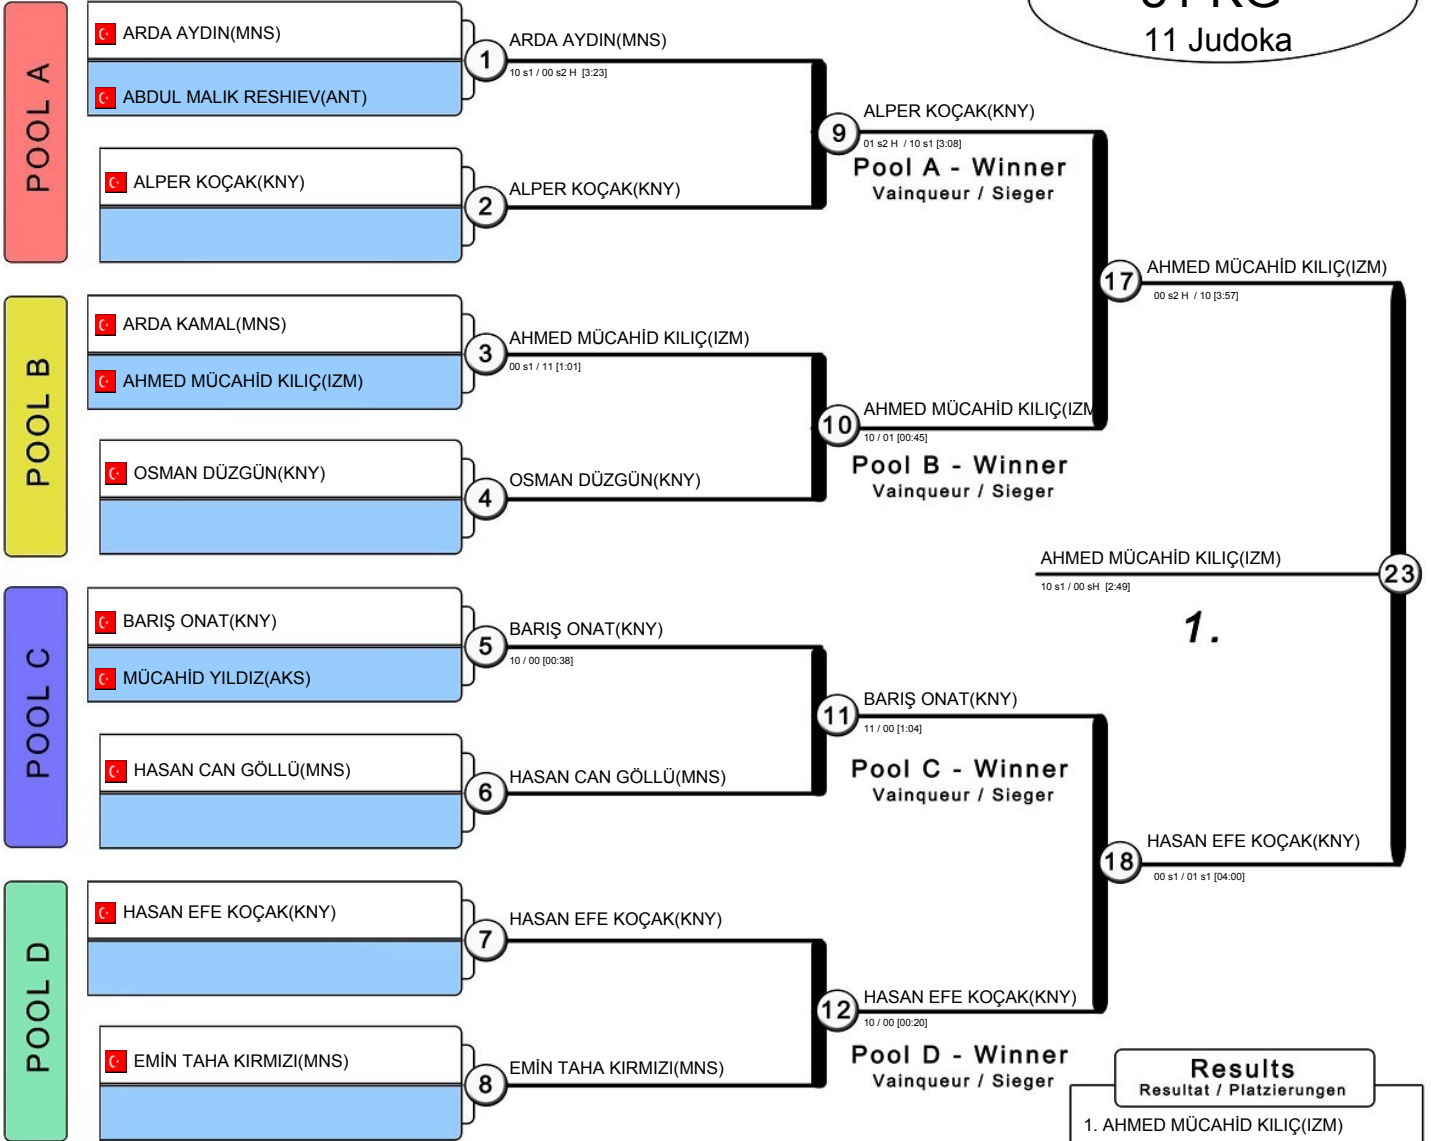 11 Judoka
POOL A
ARDA AYDIN(MNS)
ABDUL MALIK RESHIEV(ANT)
1
ARDA AYDIN(MNS)
10 s1 / 00 s2 H [3:23]
ALPER KOÇAK(KNY)
2
ALPER KOÇAK(KNY)
9
ALPER KOÇAK(KNY)
01 s2 H / 10 s1 [3:08]
Pool A - Winner
Vainqueur / Sieger
POOL B
ARDA KAMAL(MNS)
AHMED MÜCAHİD KILIÇ(IZM)
3
AHMED MÜCAHİD KILIÇ(IZM)
00 s1 / 11 [1:01]
OSMAN DÜZGÜN(KNY)
4
OSMAN DÜZGÜN(KNY)
10
AHMED MÜCAHİD KILIÇ(IZM
10 / 01 [00:45]
Pool B - Winner
Vainqueur / Sieger
17
AHMED MÜCAHİD KILIÇ(IZM)
00 s2 H / 10 [3:57]
POOL C
BARIŞ ONAT(KNY)
MÜCAHİD YILDIZ(AKS)
5
BARIŞ ONAT(KNY)
10 / 00 [00:38]
HASAN CAN GÖLLÜ(MNS)
6
HASAN CAN GÖLLÜ(MNS)
11
BARIŞ ONAT(KNY)
11 / 00 [1:04]
Pool C - Winner
Vainqueur / Sieger
POOL D
HASAN EFE KOÇAK(KNY)
7
HASAN EFE KOÇAK(KNY)
EMİN TAHA KIRMIZI(MNS)
8
EMİN TAHA KIRMIZI(MNS)
12
HASAN EFE KOÇAK(KNY)
10 / 00 [00:20]
Pool D - Winner
Vainqueur / Sieger
18
HASAN EFE KOÇAK(KNY)
00 s1 / 01 s1 [04:00]
AHMED MÜCAHİD KILIÇ(IZM)
23
10 s1 / 00 sH [2:49]
1.
Results
Resultat / Platzierungen
1. AHMED MÜCAHİD KILIÇ(IZM)